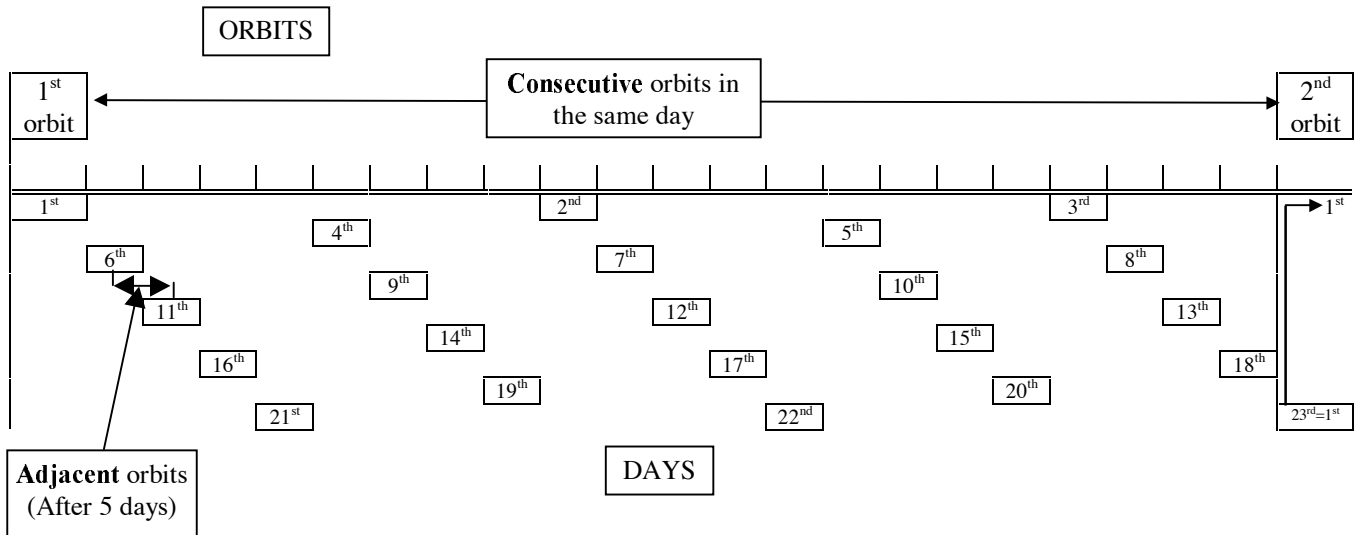 ORBITS
1st
orbit
Consecutive orbits in
the same day
2nd
orbit
1st
2nd
3rd
1st
4th
5th
6th
7th
8th
9th
10th
11th
12th
13th
14th
15th
16th
17th
18th
19th
20th
21st
22nd
23rd=1st
Adjacent orbits
(After 5 days)
DAYS